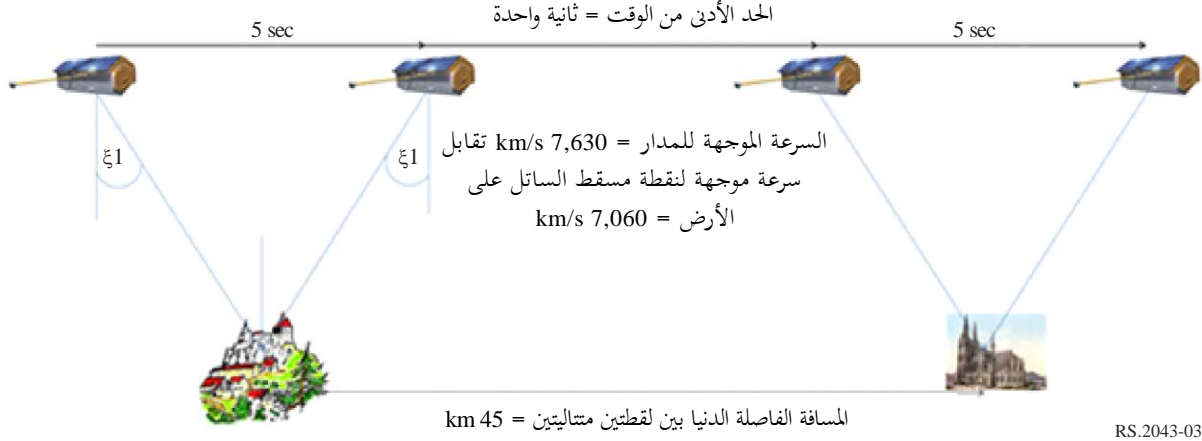 الحد الأدنى من الوقت = ثانية واحدة
5 sec
5 sec
ξ1
ξ1
السرعة الموجهة للمدار = 7,630 km/s تقابل
سرعة موجهة لنقطة مسقط الساتل على
الأرض = 7,060 km/s
المسافة الفاصلة الدنيا بين لقطتين متتاليتين = 45 km
RS.2043-03